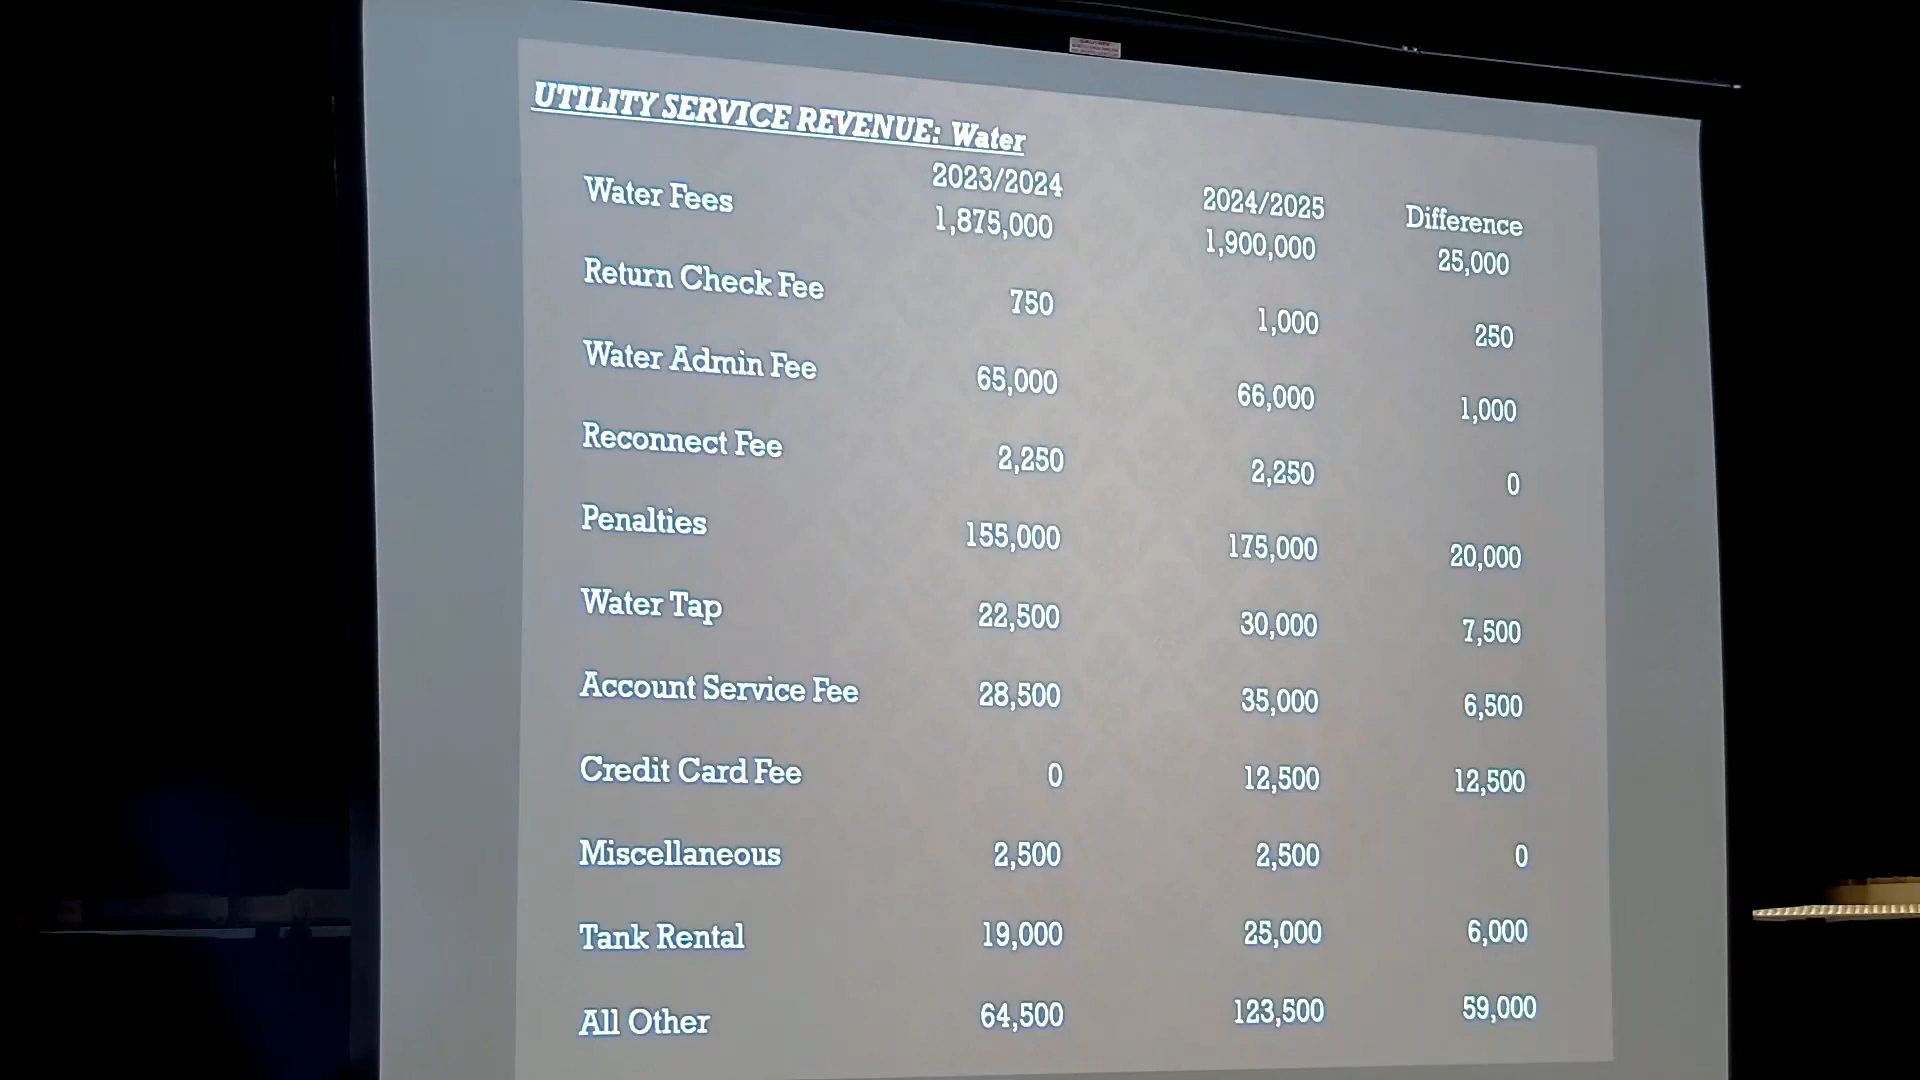 UTILITY SERVICE REVENUE: Water
2023/2024 2024/2025 Difference
Water Fees 1,875,000 1,900,000 25,000
Return Check Fee 750 1,000 250
Water Admin Fee 65,000 66,000 1,000
Reconnect Fee 2,250 2,250 0
Penalties 155,000 175,000 20,000
Water Tap 22,500 30,000 7,500
Account Service Fee 28,500 35,000 6,500
Credit Card Fee 0 12,500 12,500
Miscellaneous 2,500 2,500 0
Tank Rental 19,000 25,000 6,000
All Other 64,500 123,500 59,000